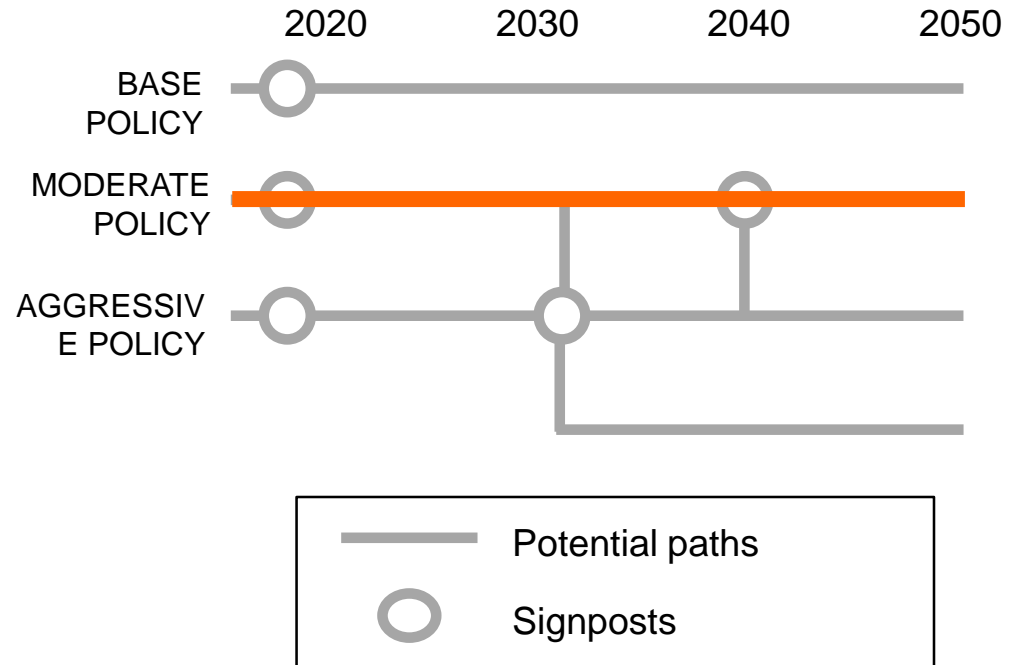 2020 2030 2040 2050
BASE
POLICY
MODERATE
POLICY
AGGRESSIV
E POLICY
Potential paths
Signposts